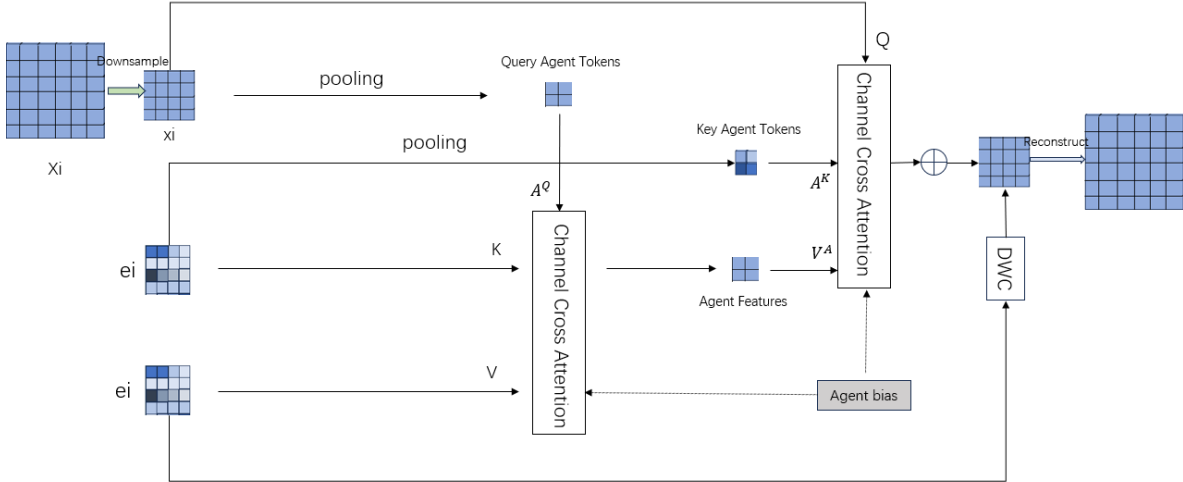 Q
Downsample
Query Agent Tokens
pooling
xi
Xi
Key Agent Tokens
pooling
Channel Cross Attention
Reconstruct
A^Q
A^K
K
V^A
ei
Channel Cross Attention
Agent Features
DWC
V
ei
Agent bias